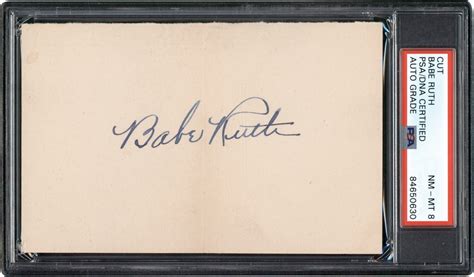 Babe Ruth
CUT
BABE RUTH
PSA/DNA CERTIFIED
AUTO GRADE
NM - MT 8
PSA
84650630